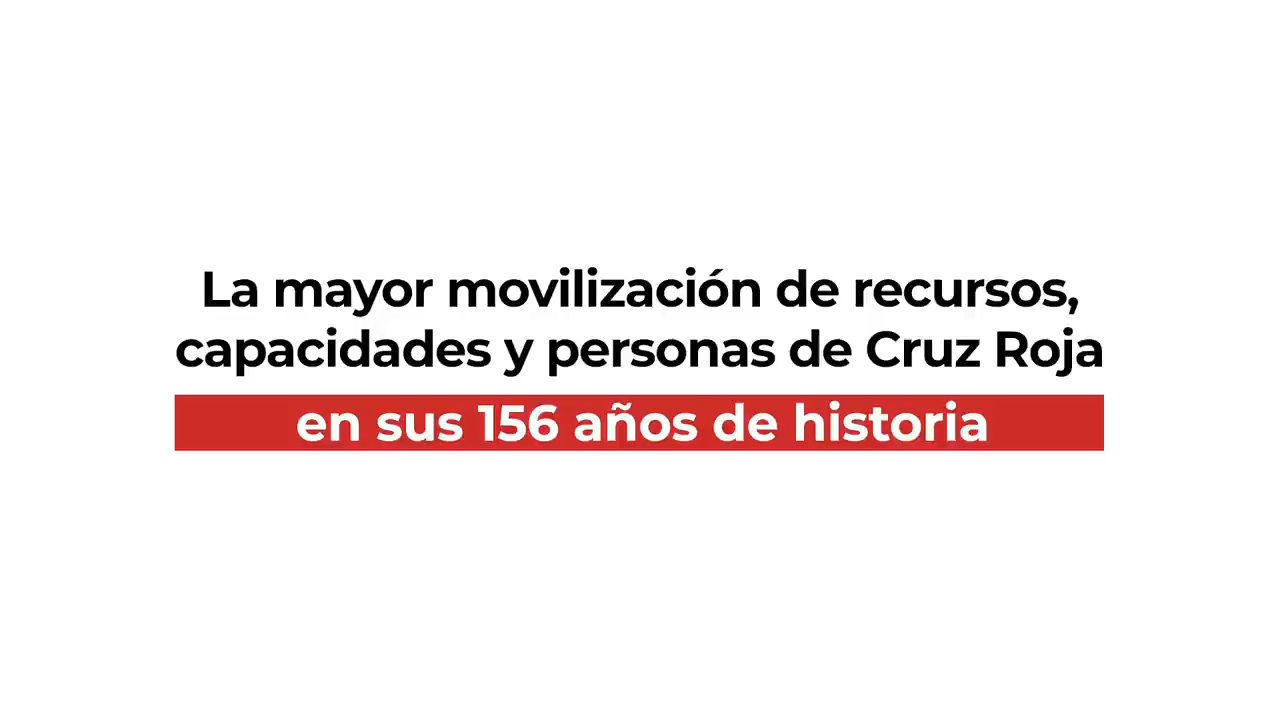 La mayor movilización de recursos,
capacidades y personas de Cruz Roja
en sus 156 años de historia